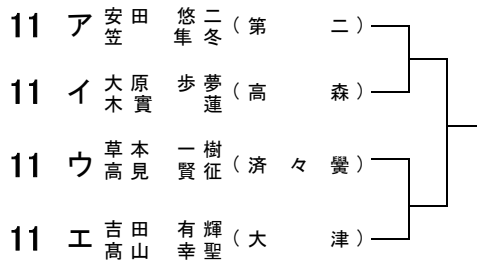 11 ア 安田 悠二 (第 二)
笠 隼冬
11 イ 大原 歩夢 (高 森)
木實 蓮
11 ウ 草本 一樹 (済々黌)
高見 賢征
11 エ 吉田 有輝 (大 津)
髙山 幸聖